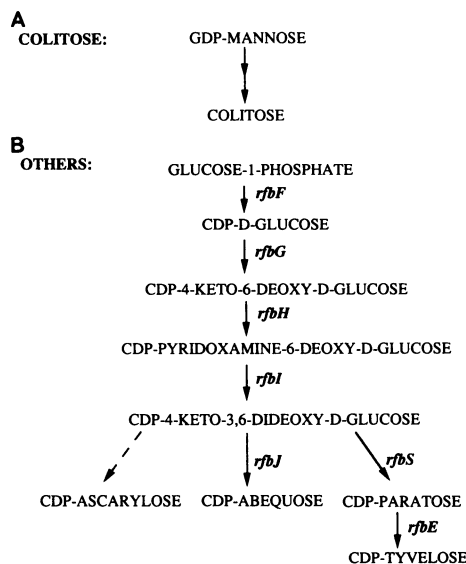 A
COLITOSE:
GDP-MANNOSE
COLITOSE
B
OTHERS:
GLUCOSE-1-PHOSPHATE
rfbF
CDP-D-GLUCOSE
rfbG
CDP-4-KETO-6-DEOXY-D-GLUCOSE
rfbH
CDP-PYRIDOXAMINE-6-DEOXY-D-GLUCOSE
rfbI
CDP-4-KETO-3,6-DIDEOXY-D-GLUCOSE
rfbJ
rfbS
CDP-ASCARYLOSE CDP-ABEQUOSE CDP-PARATOSE
rfbE
CDP-TYVELOSE